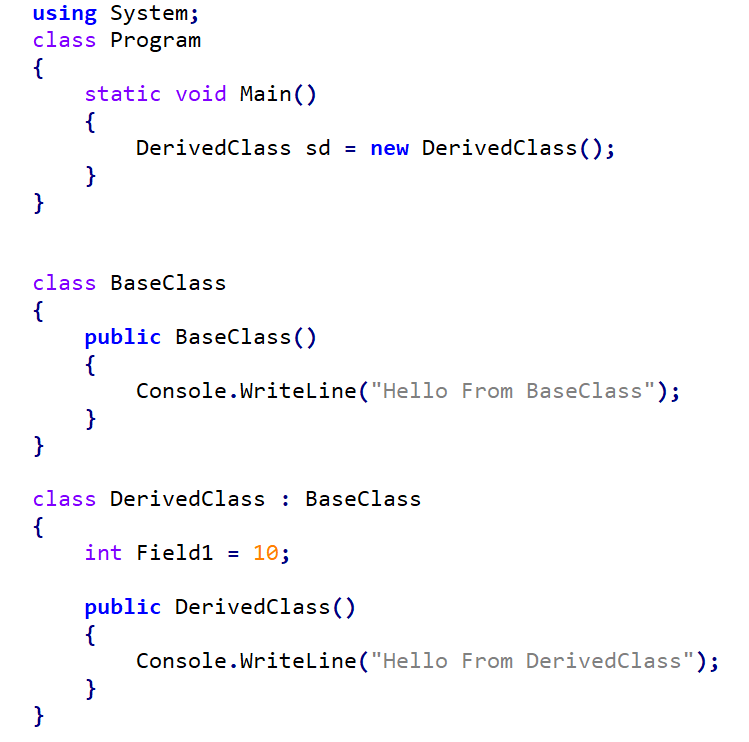 using System;
class Program
{
    static void Main()
    {
        DerivedClass sd = new DerivedClass();
    }
}


class BaseClass
{
    public BaseClass()
    {
        Console.WriteLine("Hello From BaseClass");
    }
}

class DerivedClass : BaseClass
{
    int Field1 = 10;

    public DerivedClass()
    {
        Console.WriteLine("Hello From DerivedClass");
    }
}